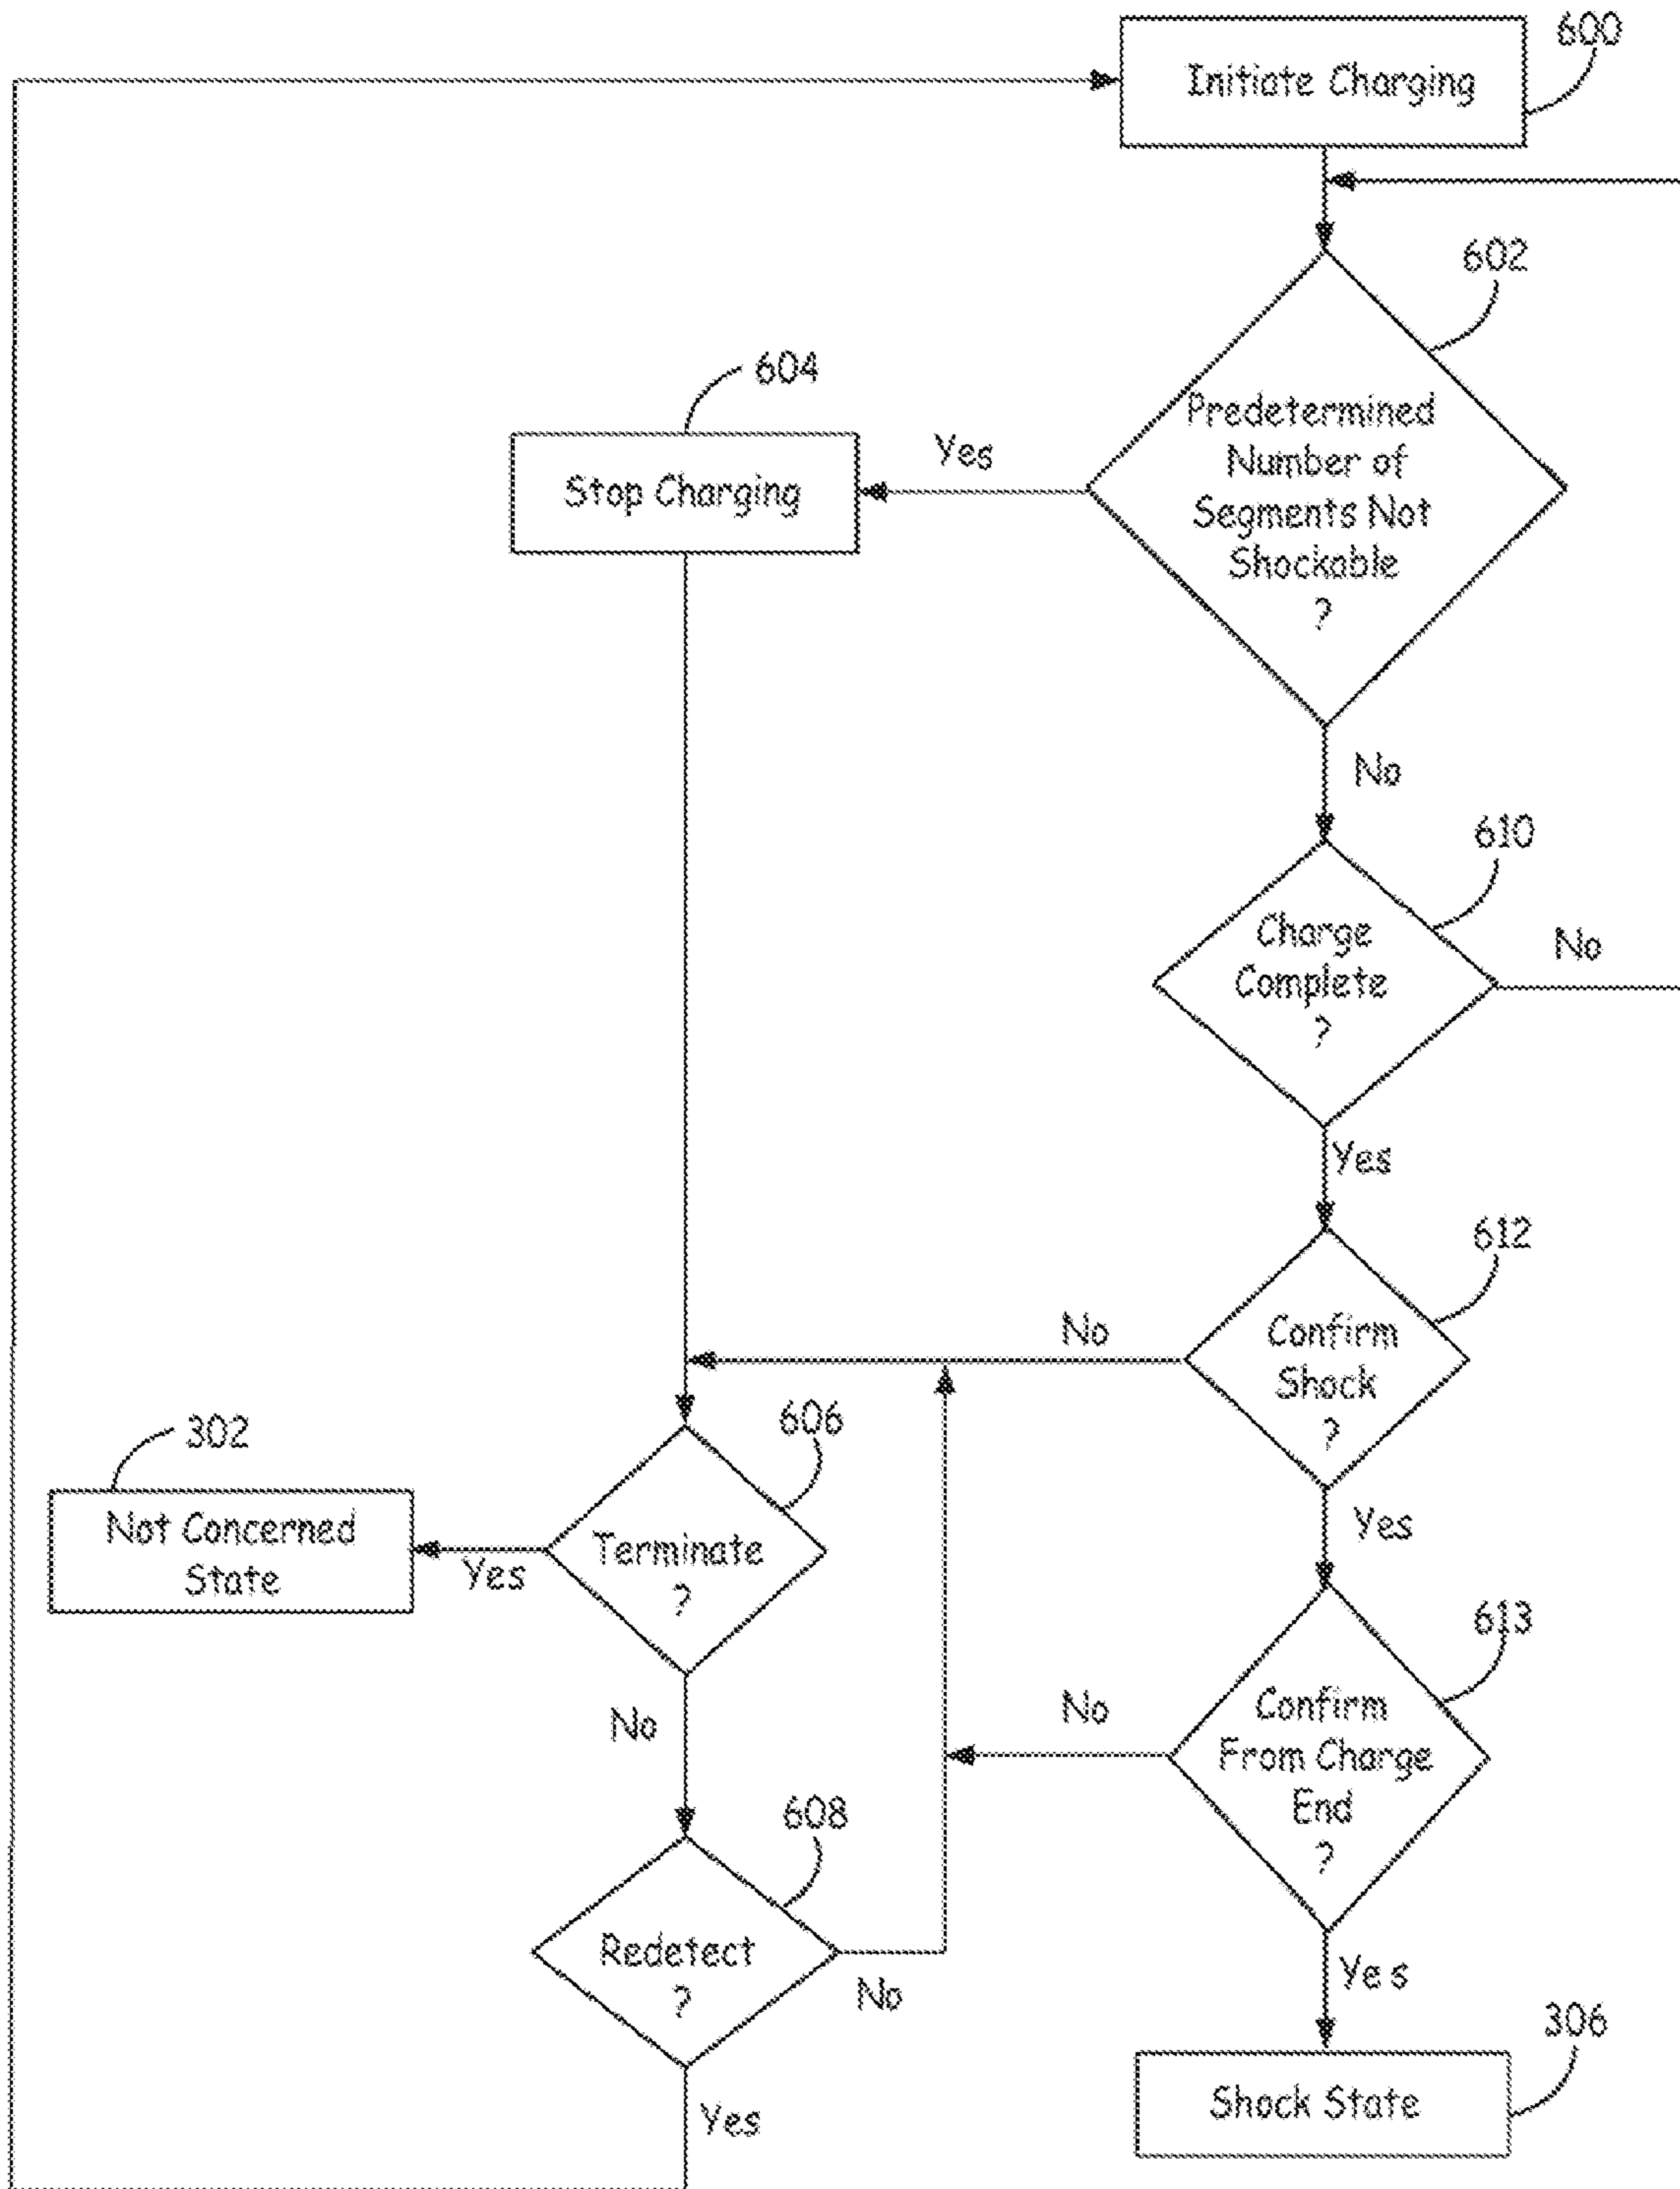 600
Initiate Charging
602
Predetermined
Number of
Segments Not
Shockable
?
Yes
604
Stop Charging
No
610
Charge
Complete
?
No
Yes
612
Confirm
Shock
?
No
606
Terminate
?
302
Not Concerned
State
Yes
Yes
613
Confirm
From Charge
End
?
No
No
608
Redetect
?
No
Yes
Yes
306
Shock State